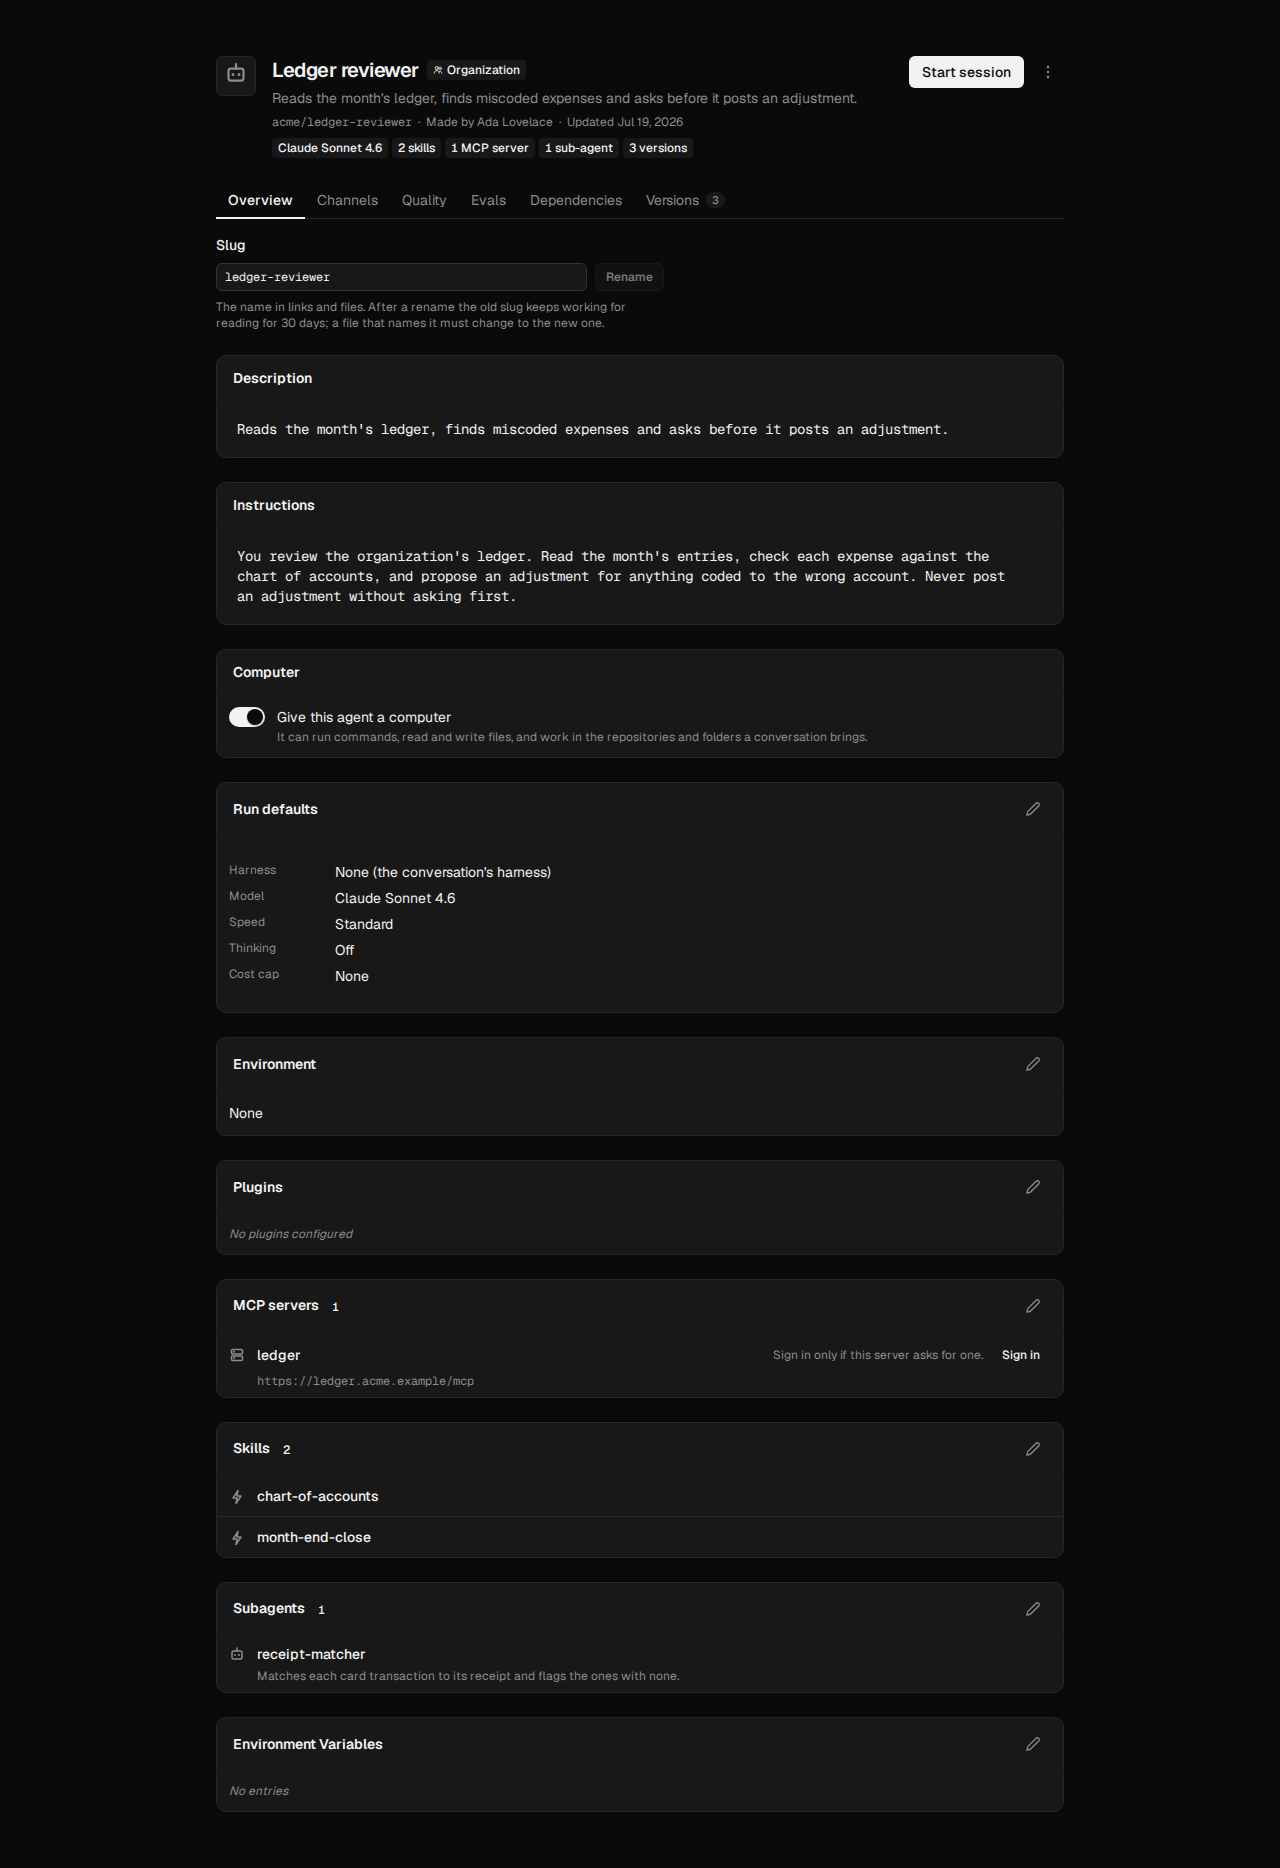 Ledger reviewer
Organization
Start session
Reads the month's ledger, finds miscoded expenses and asks before it posts an adjustment.
acme/ledger-reviewer · Made by Ada Lovelace · Updated Jul 19, 2026
Claude Sonnet 4.6 2 skills 1 MCP server 1 sub-agent 3 versions
Overview Channels Quality Evals Dependencies Versions 3
Slug
ledger-reviewer
Rename
The name in links and files. After a rename the old slug keeps working for
reading for 30 days; a file that names it must change to the new one.
Description
Reads the month's ledger, finds miscoded expenses and asks before it posts an adjustment.
Instructions
You review the organization's ledger. Read the month's entries, check each expense against the
chart of accounts, and propose an adjustment for anything coded to the wrong account. Never post
an adjustment without asking first.
Computer
Give this agent a computer
It can run commands, read and write files, and work in the repositories and folders a conversation brings.
Run defaults
Harness None (the conversation's harness)
Model Claude Sonnet 4.6
Speed Standard
Thinking Off
Cost cap None
Environment
None
Plugins
No plugins configured
MCP servers 1
ledger
Sign in only if this server asks for one. Sign in
https://ledger.acme.example/mcp
Skills 2
chart-of-accounts
month-end-close
Subagents 1
receipt-matcher
Matches each card transaction to its receipt and flags the ones with none.
Environment Variables
No entries